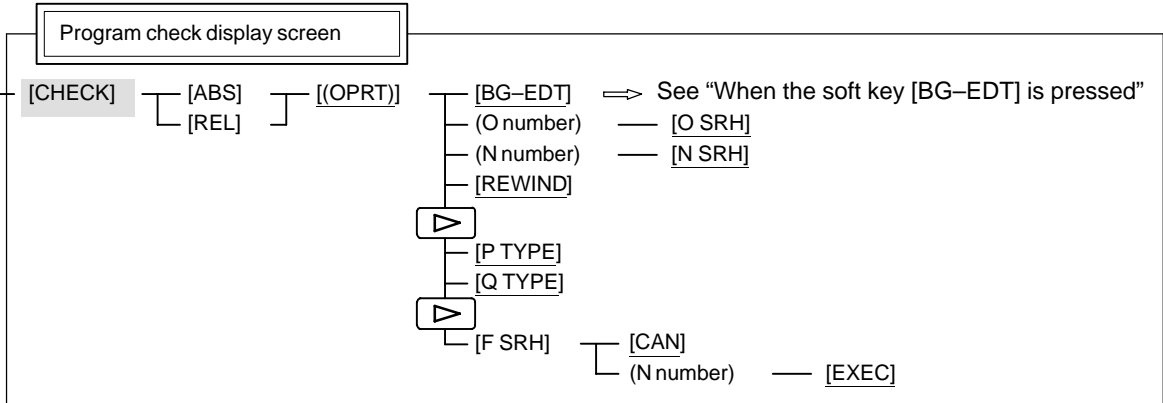 Program check display screen
[CHECK] [ABS] [(OPRT)] [BG–EDT] See “When the soft key [BG–EDT] is pressed”
[REL] (O number) [O SRH]
(N number) [N SRH]
[REWIND]
[P TYPE]
[Q TYPE]
[F SRH] [CAN]
(N number) [EXEC]